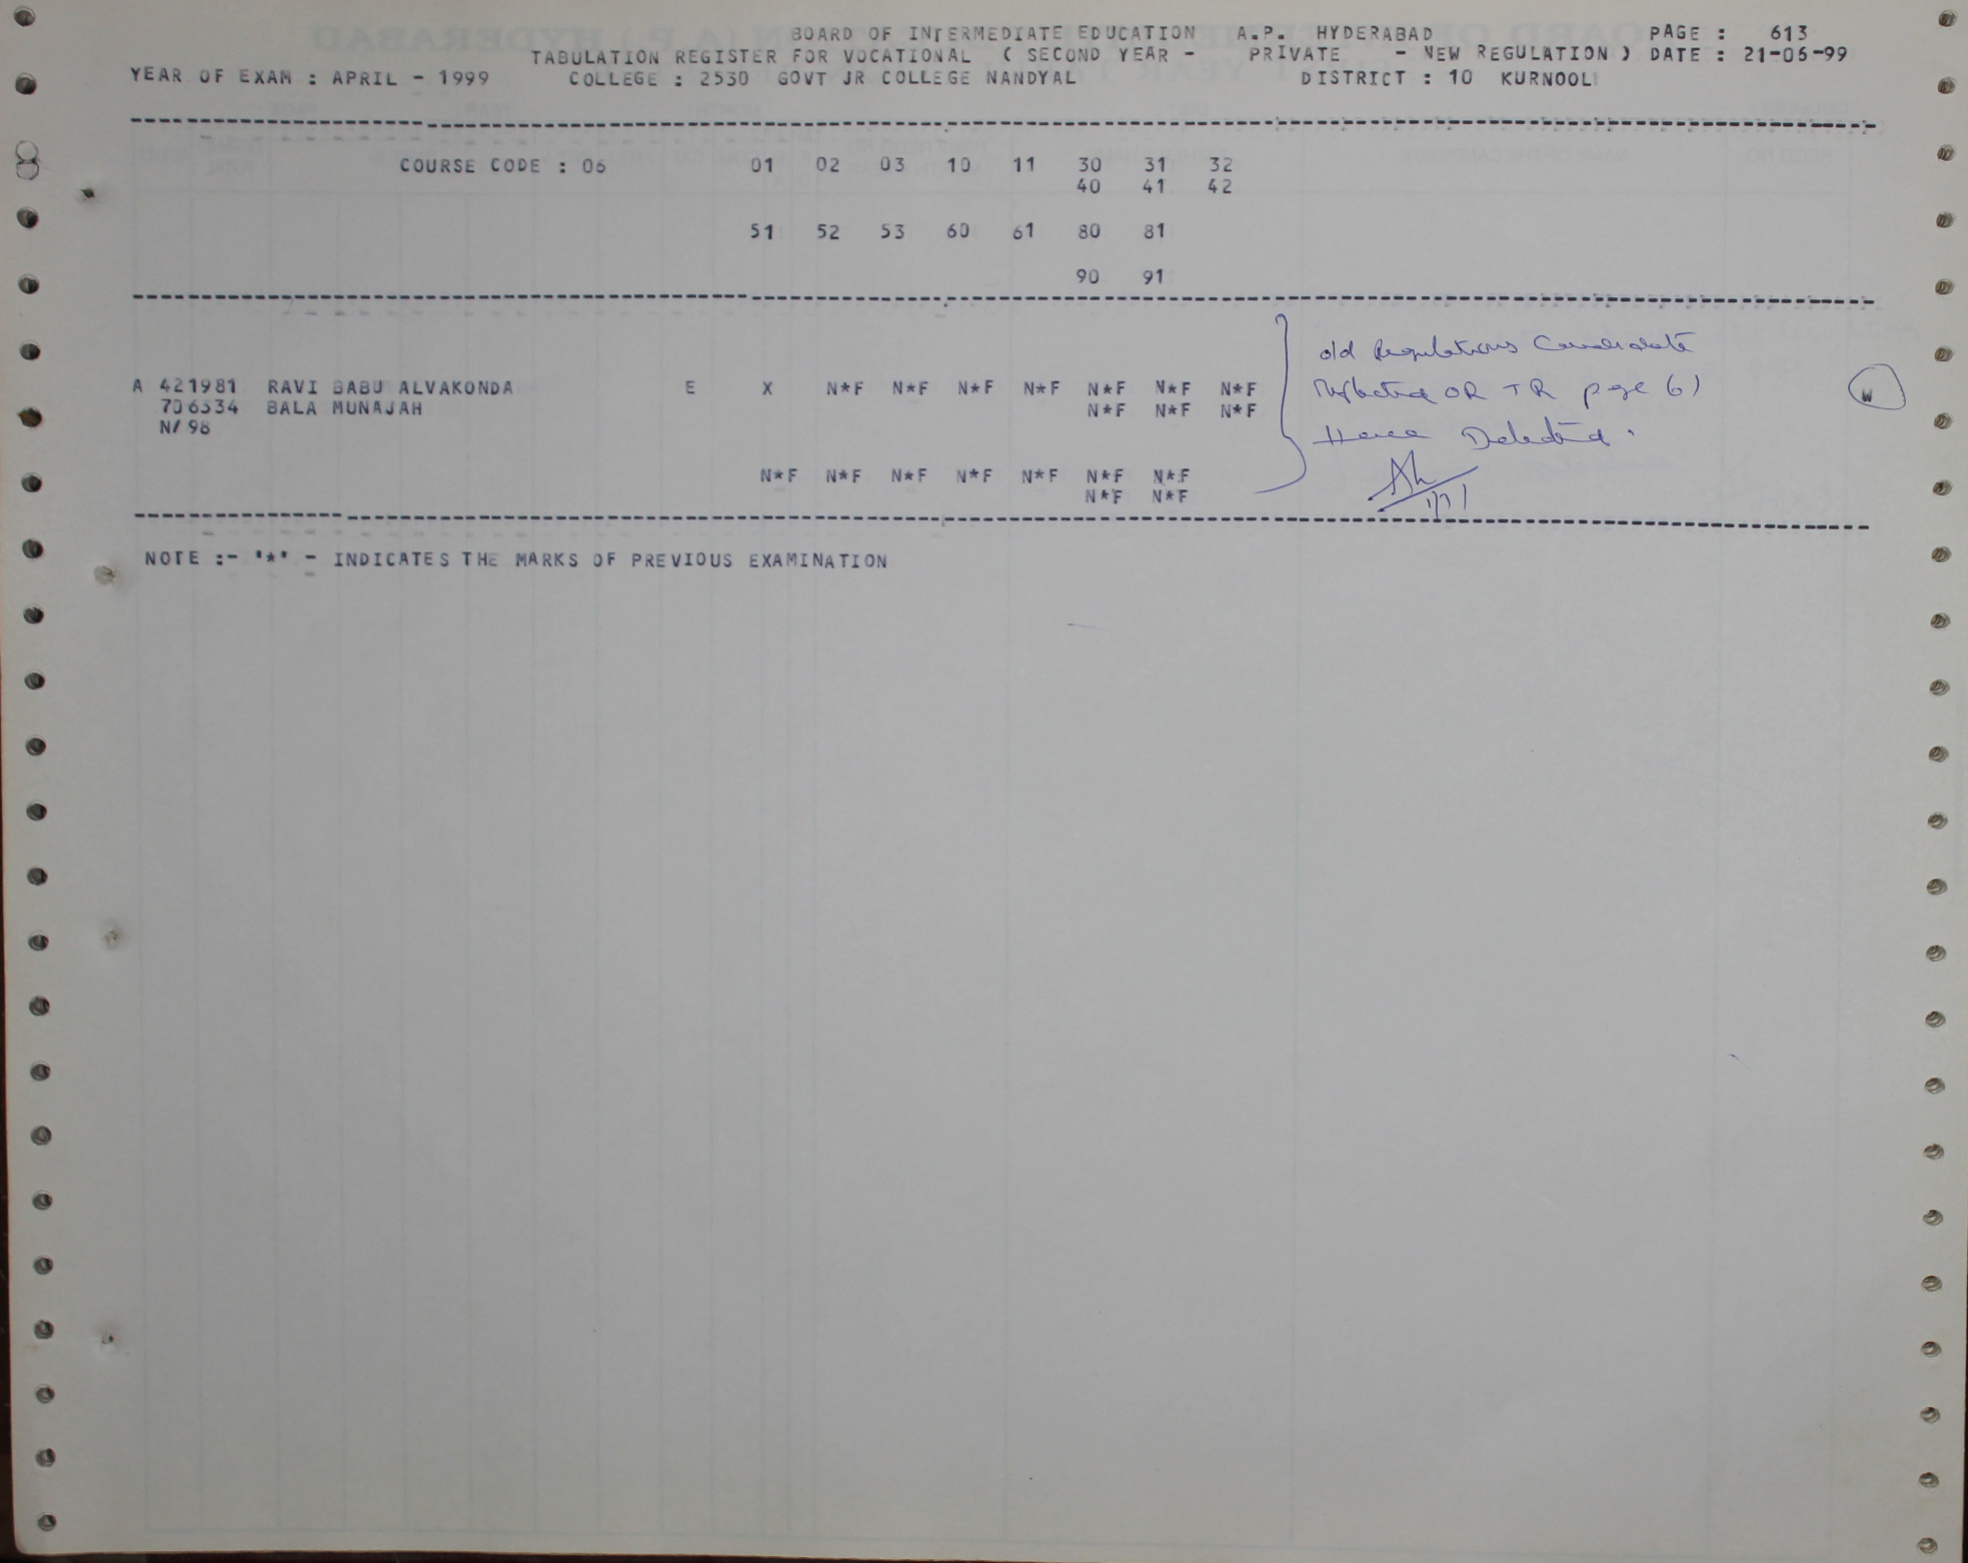 BOARD OF INTERMEDIATE EDUCATION A.P. HYDERABAD PAGE : 613
TABULATION REGISTER FOR VOCATIONAL ( SECOND YEAR - PRIVATE - NEW REGULATION ) DATE : 21-06-99
YEAR OF EXAM : APRIL - 1999 COLLEGE : 2530 GOVT JR COLLEGE NANDYAL DISTRICT : 10 KURNOOL
COURSE CODE : 06 01 02 03 10 11 30 31 32
40 41 42
51 52 53 60 61 80 81
90 91
old Regulations Candidate
A 421981 RAVI BABU ALVAKONDA E X N*F N*F N*F N*F N*F N*F N*F
OR TR page 61
W
706334 BALA MUNAJAH N*F N*F N*F
N/98
Hence Deleted.
N*F N*F N*F N*F N*F N*F N*F
N*F N*F
NOTE :- '*' - INDICATES THE MARKS OF PREVIOUS EXAMINATION